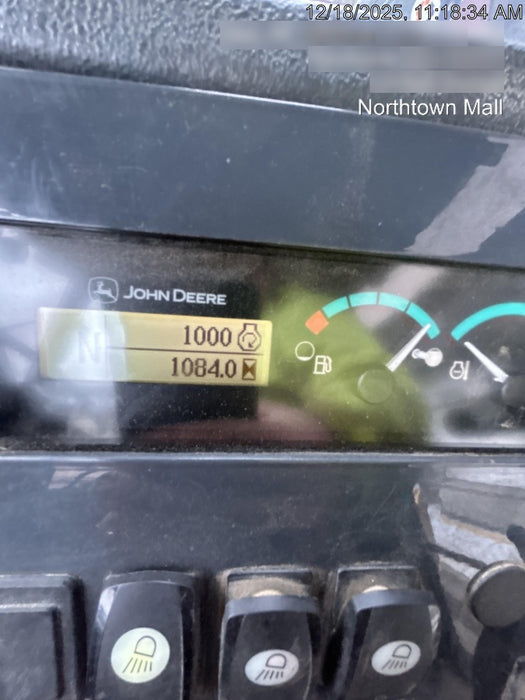 12/18/2025, 11:18:34 AM
Northtown Mall
JOHN DEERE
1000
N
1084.0